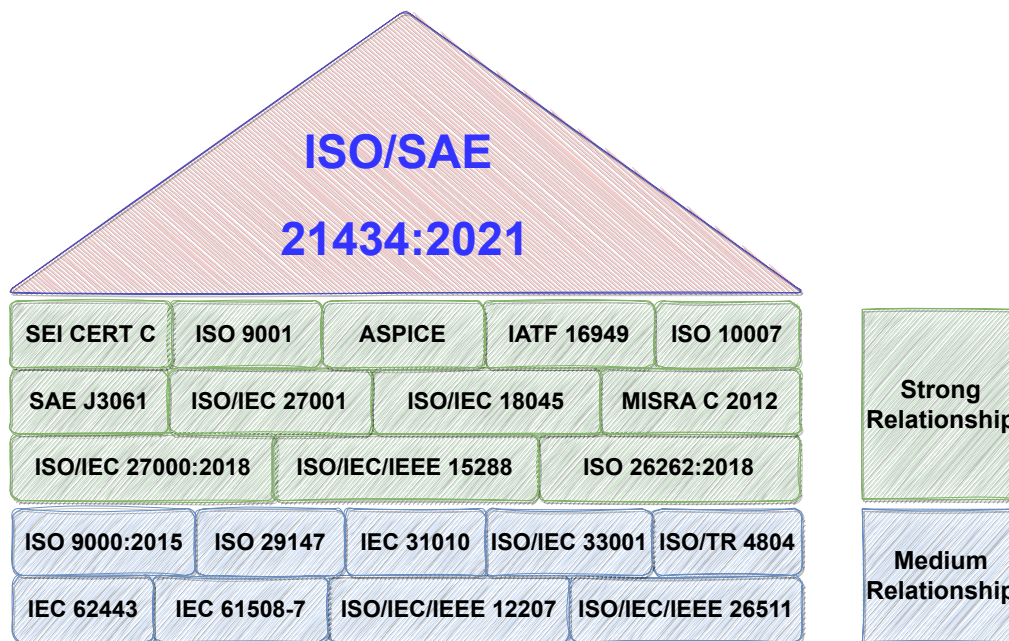 ISO/SAE
21434:2021
SEI CERT C
ISO 9001
ASPICE
IATF 16949
ISO 10007
SAE J3061
ISO/IEC 27001
ISO/IEC 18045
MISRA C 2012
ISO/IEC 27000:2018
ISO/IEC/IEEE 15288
ISO 26262:2018
Strong
Relationship
ISO 9000:2015
ISO 29147
IEC 31010
ISO/IEC 33001
ISO/TR 4804
IEC 62443
IEC 61508-7
ISO/IEC/IEEE 12207
ISO/IEC/IEEE 26511
Medium
Relationship